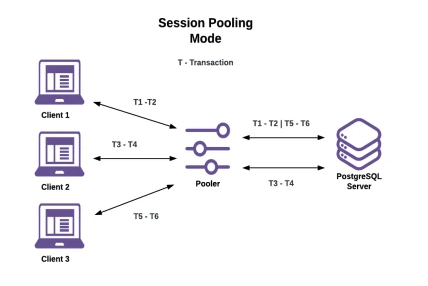 Session Pooling
Mode
T - Transaction
T1 -T2
T1 - T2 | T5 - T6
Client 1
T3 - T4
Client 2
Pooler
PostgreSQL
Server
T3 - T4
T5 - T6
Client 3